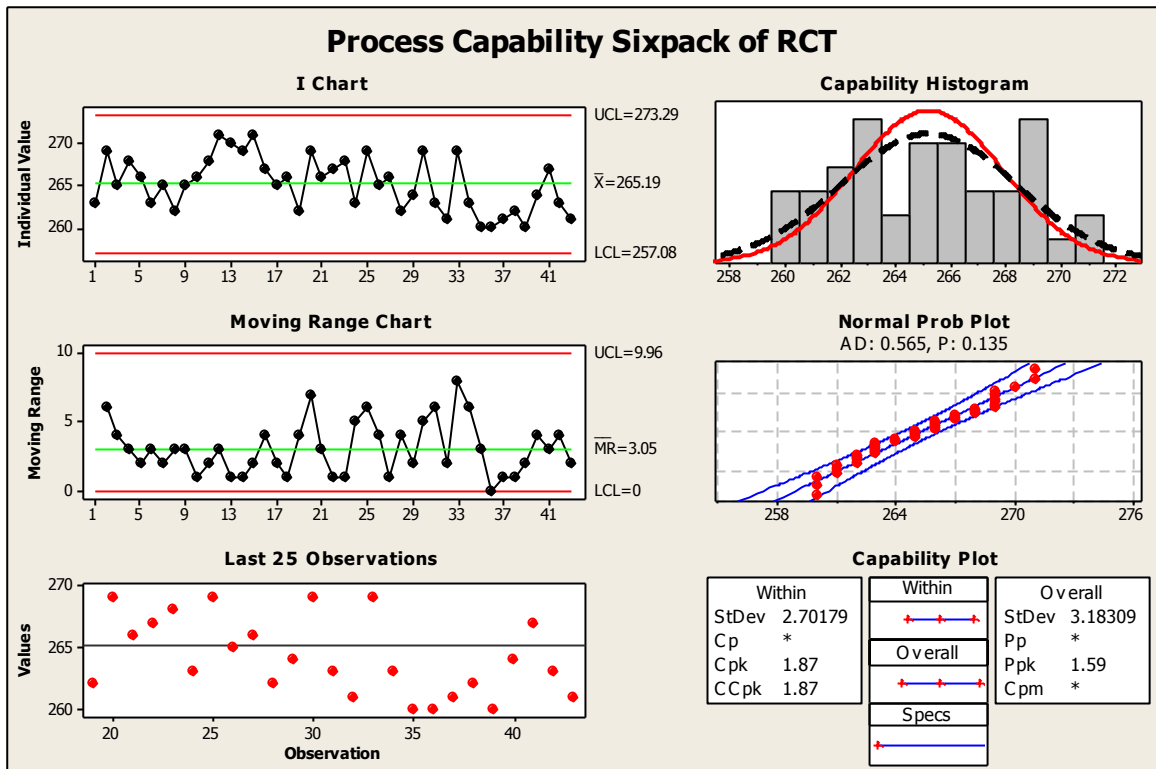 Process Capability Sixpack of RCT
I Chart
Individual Value
270
265
260
1 5 9 13 17 21 25 29 33 37 41
UCL=273.29
X̄=265.19
LCL=257.08
Moving Range Chart
Moving Range
10
5
0
1 5 9 13 17 21 25 29 33 37 41
UCL=9.96
M̅R̅=3.05
LCL=0
Last 25 Observations
Values
270
265
260
20 25 30 35 40
Observation
Capability Histogram
258 260 262 264 266 268 270 272
Normal Prob Plot
AD: 0.565, P: 0.135
258 264 270 276
Capability Plot
Within
StDev 2.70179
Cp *
Cpk 1.87
CCpk 1.87
Within
Overall
Specs
Overall
StDev 3.18309
Pp *
Ppk 1.59
Cpm *